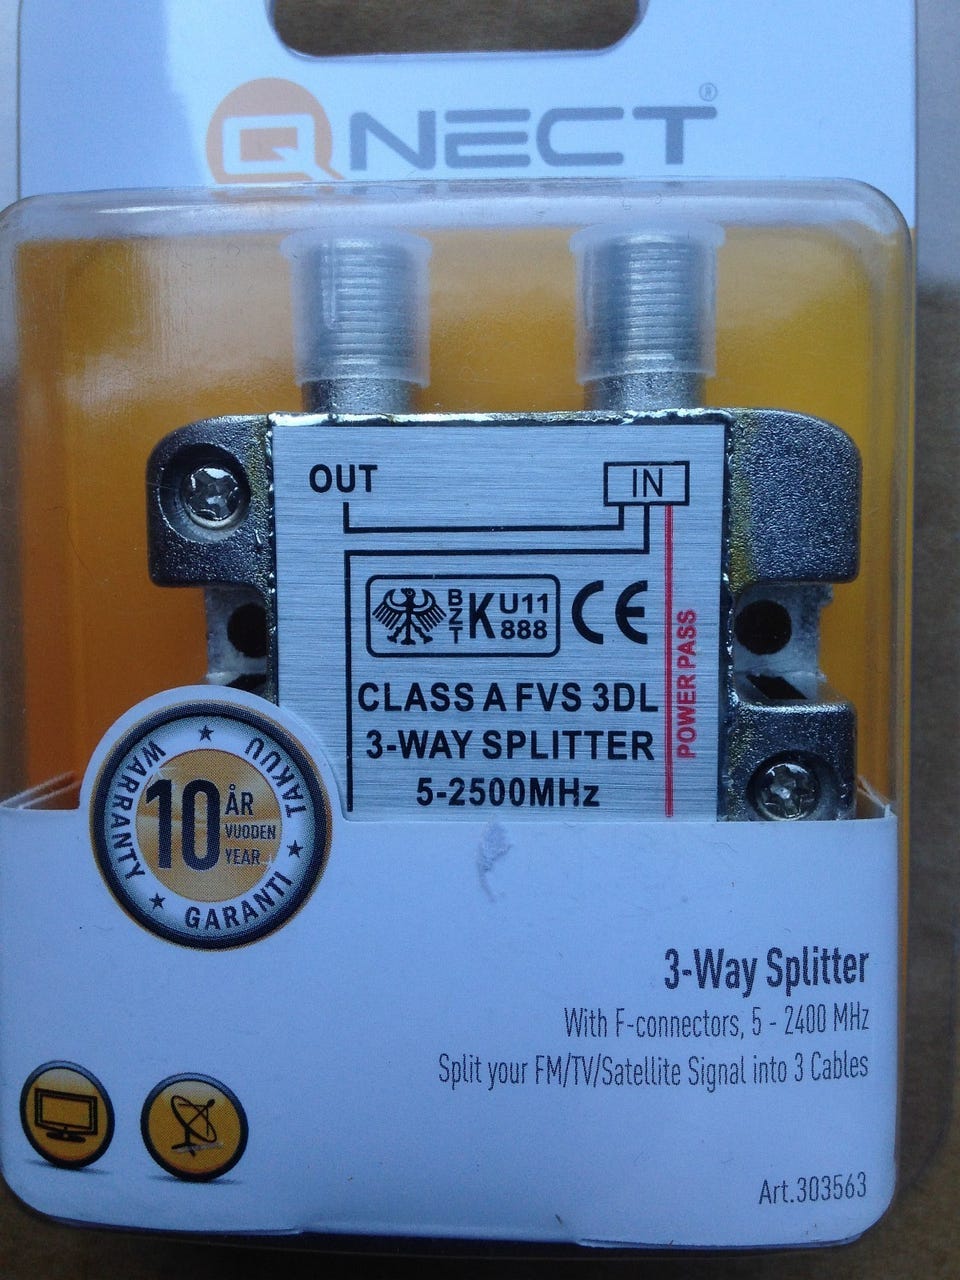 QNECT®
OUT
IN
BZT K U11 888
CE
POWER PASS
CLASS A FVS 3DL
3-WAY SPLITTER
5-2500MHz
WARRANTY ★ TAKUU ★ GARANTI ★
10 ÅR
VUODEN
YEAR
3-Way Splitter
With F-connectors, 5 - 2400 MHz
Split your FM/TV/Satellite Signal into 3 Cables
Art.303563